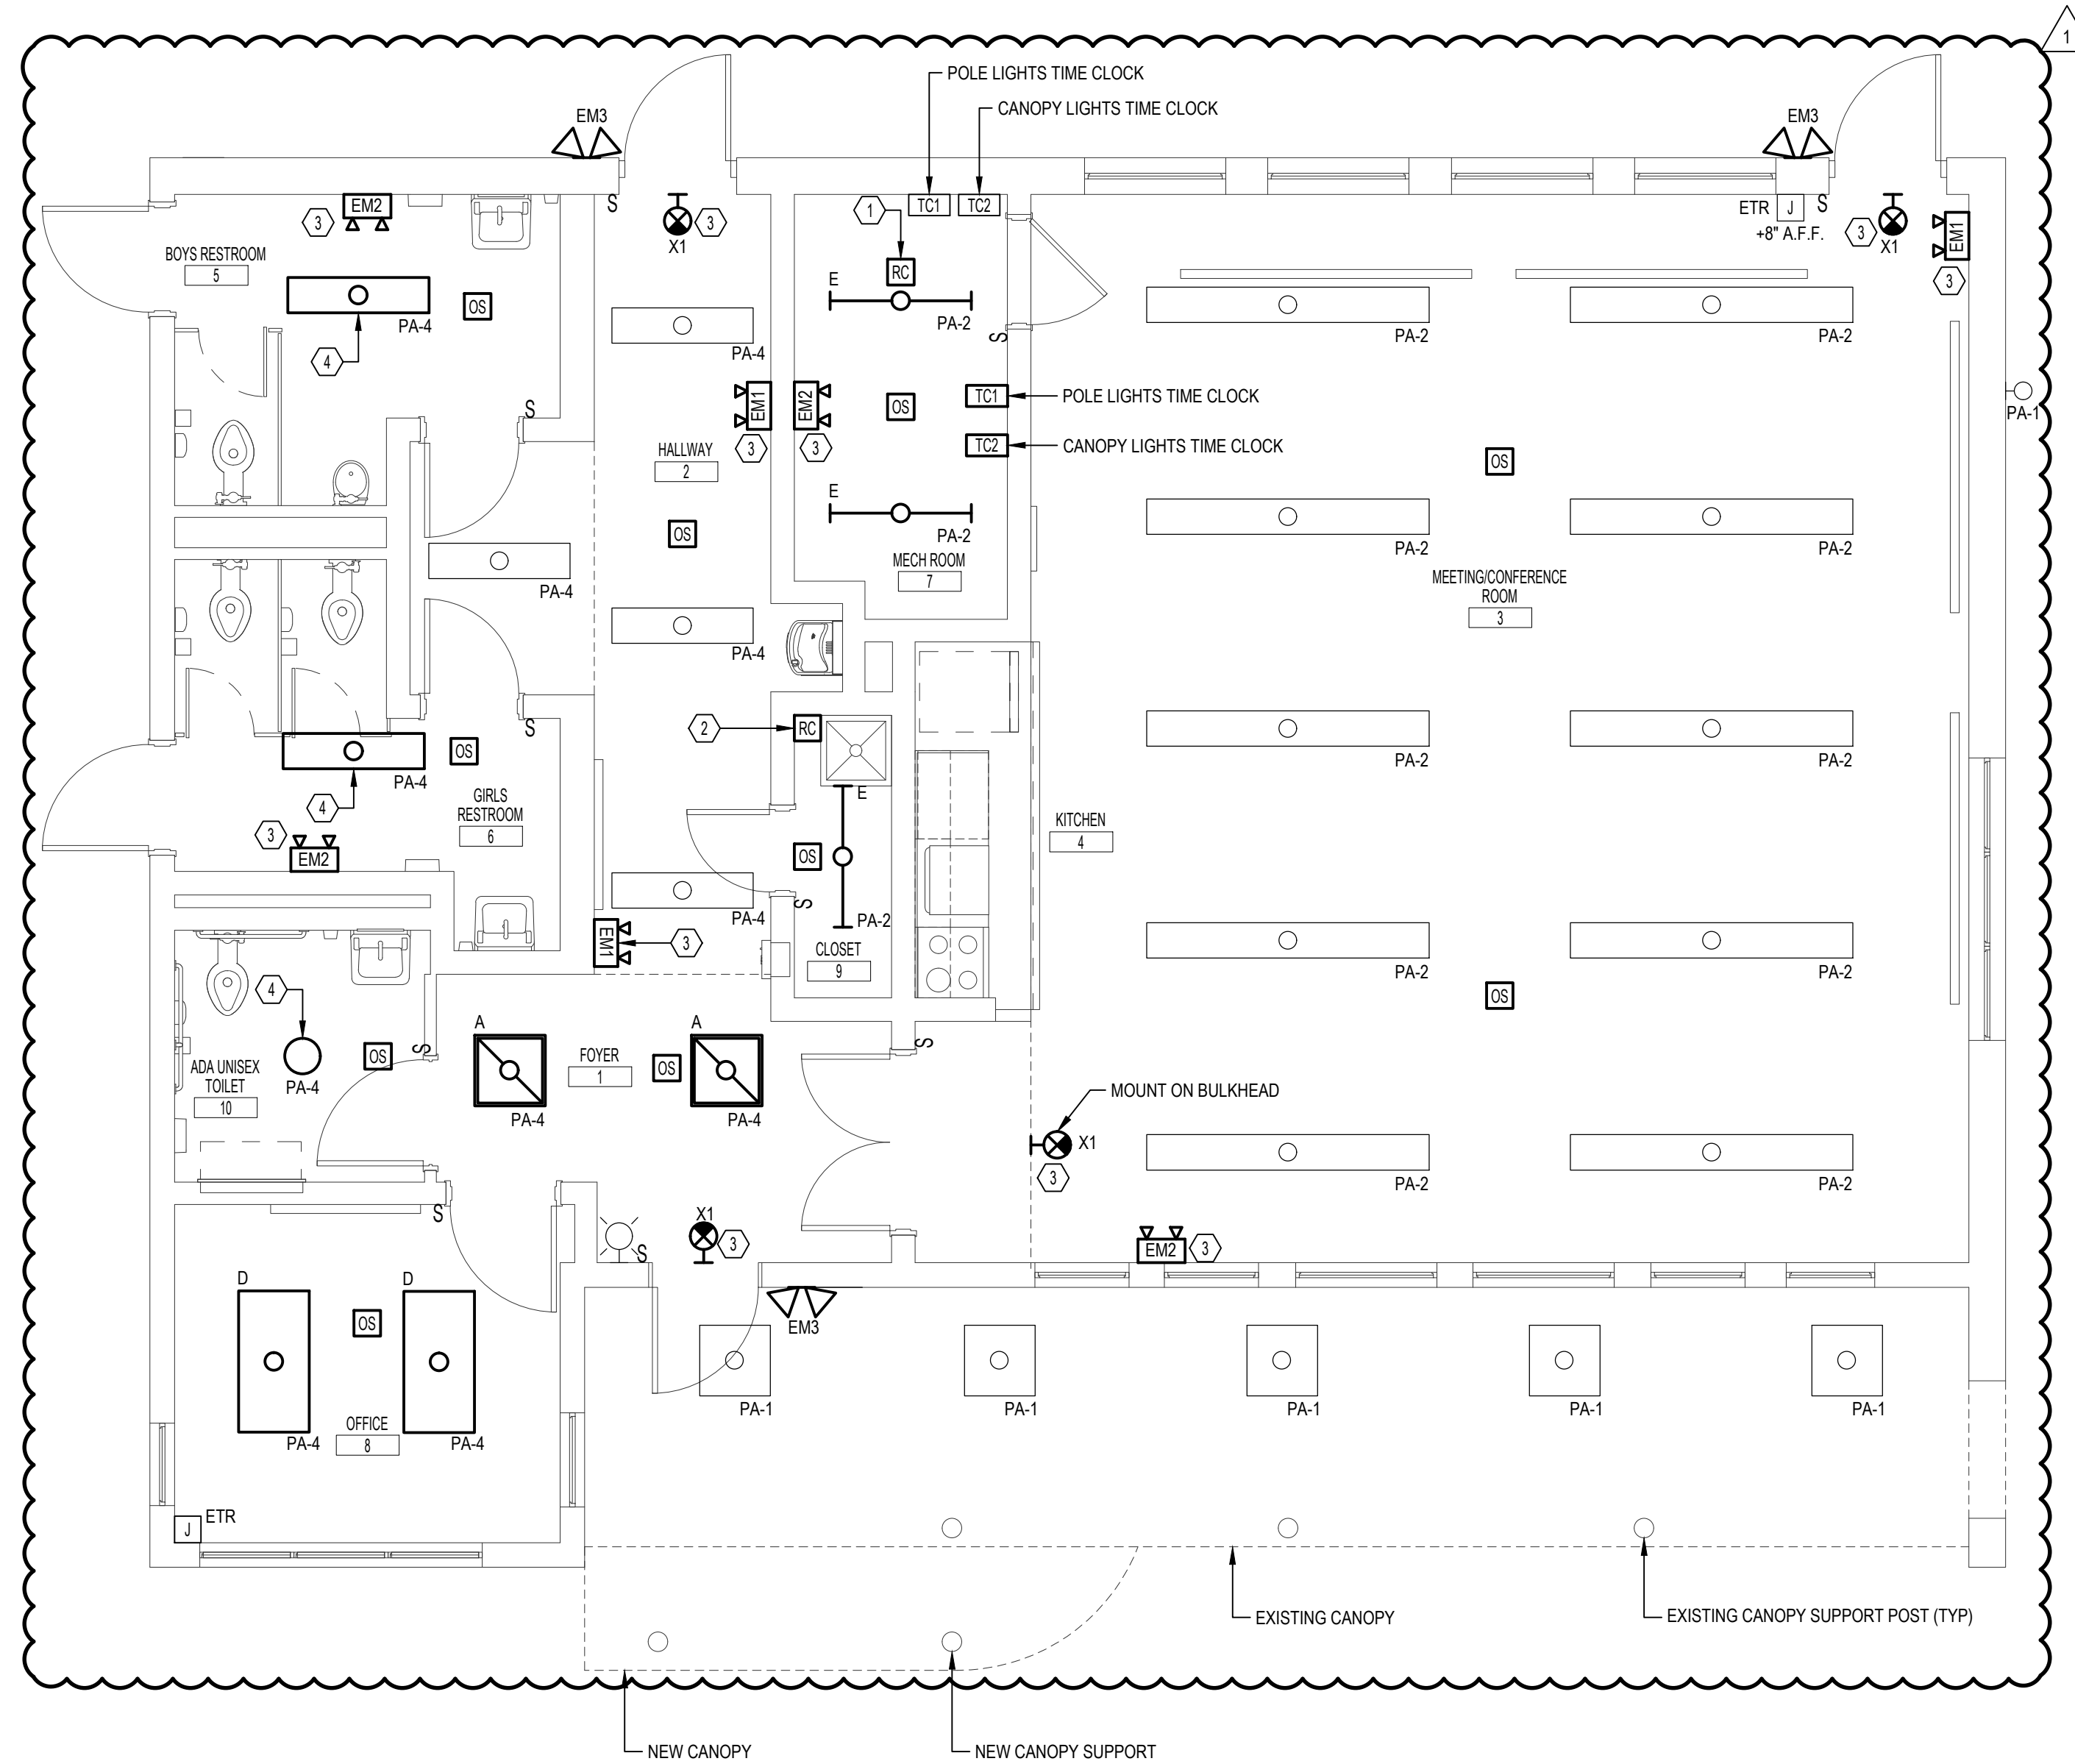 1
POLE LIGHTS TIME CLOCK
CANOPY LIGHTS TIME CLOCK
EM3
EM3
EM2
3
S
3
X1
1
TC1
TC2
ETR
J
S
+8" A.F.F.
3
X1
EM1
3
BOYS RESTROOM
5
OS
PA-4
4
RC
E
PA-2
S
PA-4
PA-2
PA-2
EM1
3
EM2
3
OS
TC1
POLE LIGHTS TIME CLOCK
TC2
CANOPY LIGHTS TIME CLOCK
PA-1
S
HALLWAY
2
OS
OS
E
PA-2
MECH ROOM
7
PA-2
PA-2
MEETING/CONFERENCE
ROOM
3
PA-4
PA-4
2
RC
S
OS
PA-4
4
GIRLS
RESTROOM
6
3
EM2
PA-2
PA-2
E
OS
S
PA-2
CLOSET
9
KITCHEN
4
PA-4
EM1
3
PA-2
PA-2
OS
4
PA-4
OS
S
ADA UNISEX
TOILET
10
A
PA-4
FOYER
1
OS
A
PA-4
S
MOUNT ON BULKHEAD
X1
3
PA-2
PA-2
S
S
X1
3
EM2
3
EM3
D
D
OS
PA-4
PA-4
OFFICE
8
PA-1
PA-1
PA-1
PA-1
PA-1
J
ETR
EXISTING CANOPY
EXISTING CANOPY SUPPORT POST (TYP)
NEW CANOPY
NEW CANOPY SUPPORT